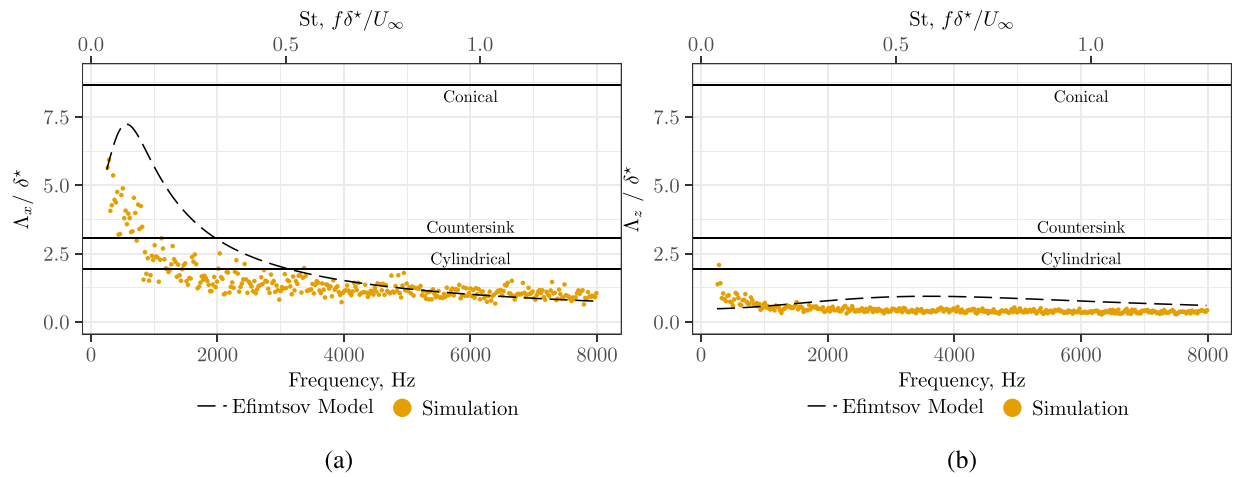 St, fδ⋆/U∞
0.0 0.5 1.0
Conical
Countersink
Cylindrical
7.5
5.0
2.5
0.0
Λx / δ⋆
0 2000 4000 6000 8000
Frequency, Hz
Efimtsov Model Simulation
(a)
St, fδ⋆/U∞
0.0 0.5 1.0
Conical
Countersink
Cylindrical
7.5
5.0
2.5
0.0
Λz / δ⋆
0 2000 4000 6000 8000
Frequency, Hz
Efimtsov Model Simulation
(b)